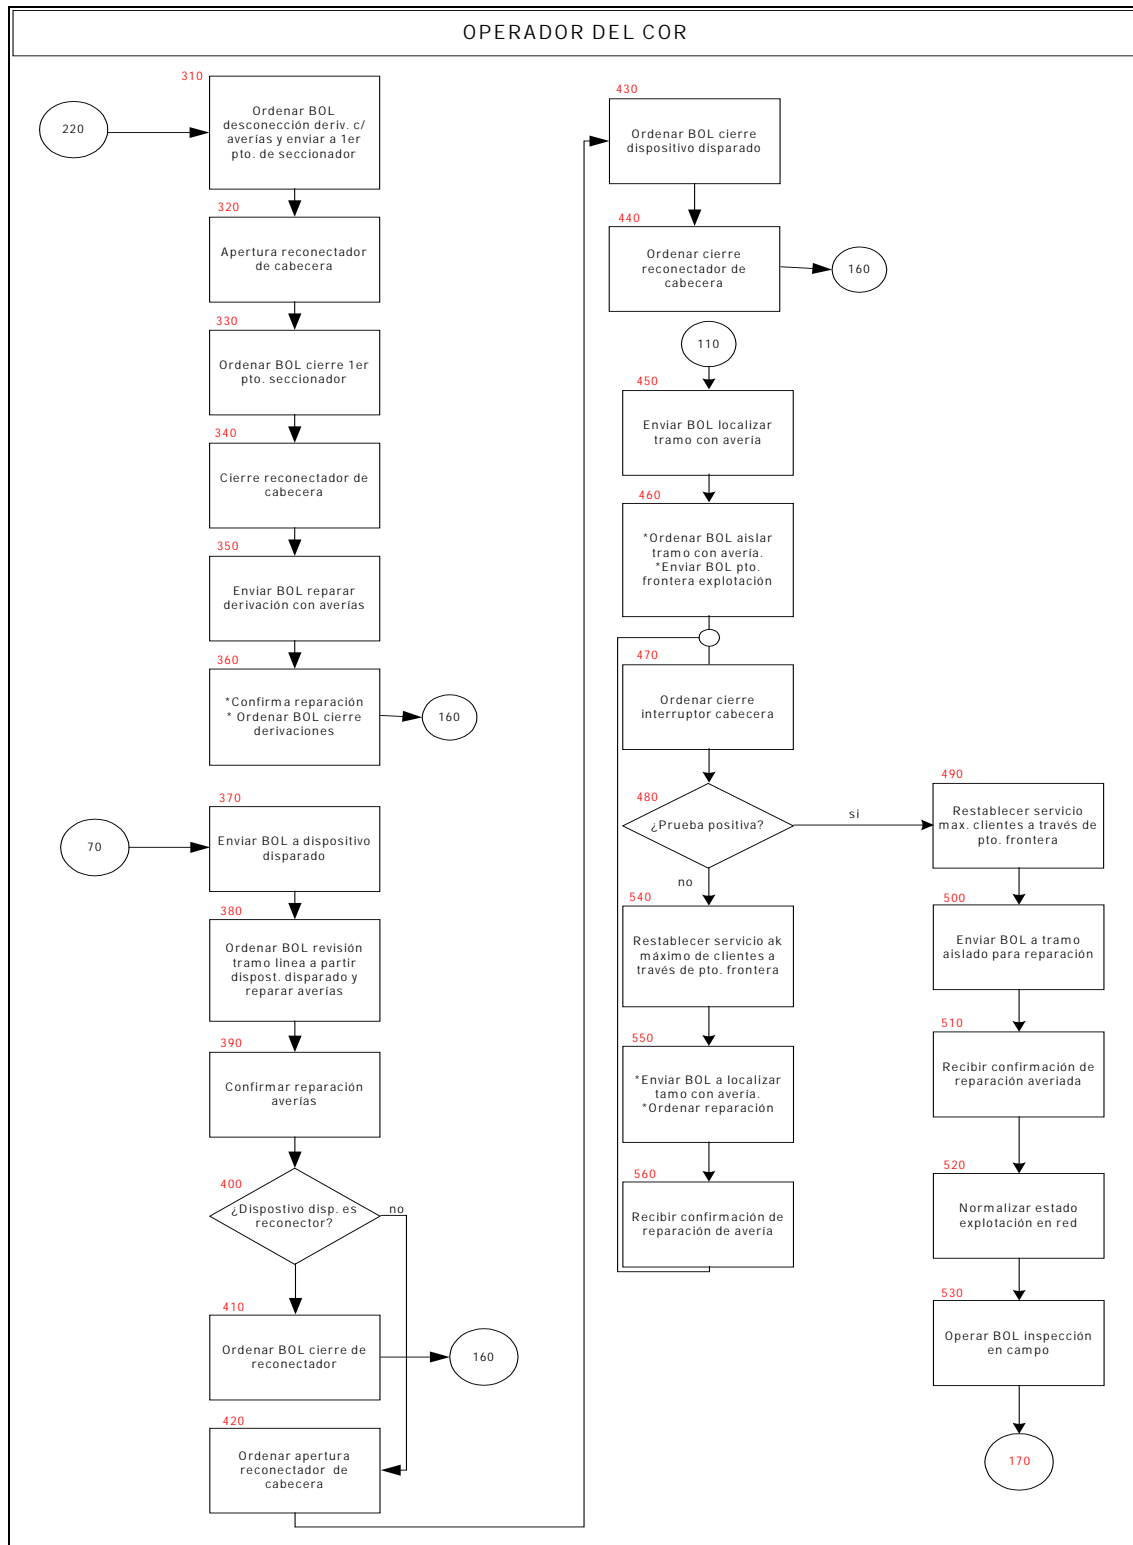 OPERADOR DEL COR
310
220
Ordenar BOL
desconección deriv. c/
averías y enviar a 1er
pto. de seccionador
320
Apertura reconectador
de cabecera
330
Ordenar BOL cierre 1er
pto. seccionador
340
Cierre reconectador de
cabecera
350
Enviar BOL reparar
derivación con averías
360
*Confirma reparación
* Ordenar BOL cierre
derivaciones
160
370
70
Enviar BOL a dispositivo
disparado
380
Ordenar BOL revisión
tramo linea a partir
dispost. disparado y
reparar averías
390
Confirmar reparación
averías
400
¿Dispostivo disp. es
reconector?
no
410
Ordenar BOL cierre de
reconectador
160
420
Ordenar apertura
reconectador de
cabecera
430
Ordenar BOL cierre
dispositivo disparado
440
Ordenar cierre
reconectador de
cabecera
160
110
450
Enviar BOL localizar
tramo con avería
460
*Ordenar BOL aislar
tramo con avería.
*Enviar BOL pto.
frontera explotación
470
Ordenar cierre
interruptor cabecera
480
¿Prueba positiva?
si
no
540
Restablecer servicio ak
máximo de clientes a
través de pto. frontera
550
*Enviar BOL a localizar
tamo con avería.
*Ordenar reparación
560
Recibir confirmación de
reparación de avería
490
Restablecer servicio
max. clientes a través de
pto. frontera
500
Enviar BOL a tramo
aislado para reparación
510
Recibir confirmación de
reparación averiada
520
Normalizar estado
explotación en red
530
Operar BOL inspección
en campo
170